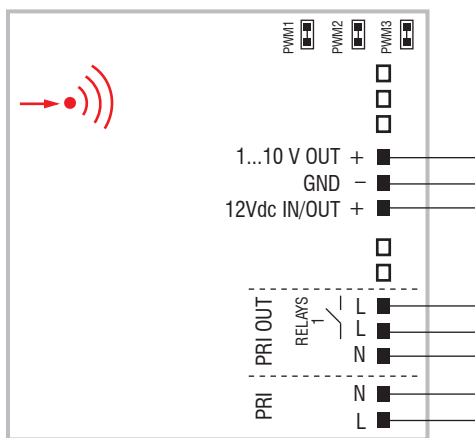 PWM1 PWM2 PWM3
1...10 V OUT +
GND −
12Vdc IN/OUT +
PRI OUT
RELAYS
1
L
L
N
PRI
N
L